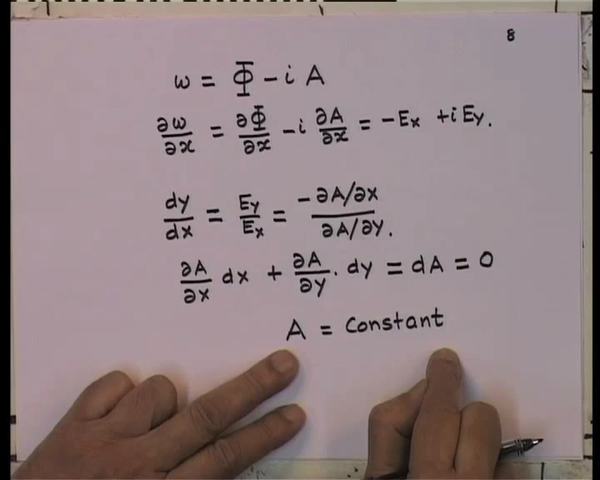 8
ω = Φ - i A
∂ω/∂x = ∂Φ/∂x - i ∂A/∂x = -Ex + i Ey.
dy/dx = Ey/Ex = -∂A/∂x / ∂A/∂y.
∂A/∂x dx + ∂A/∂y . dy = dA = 0
A = Constant